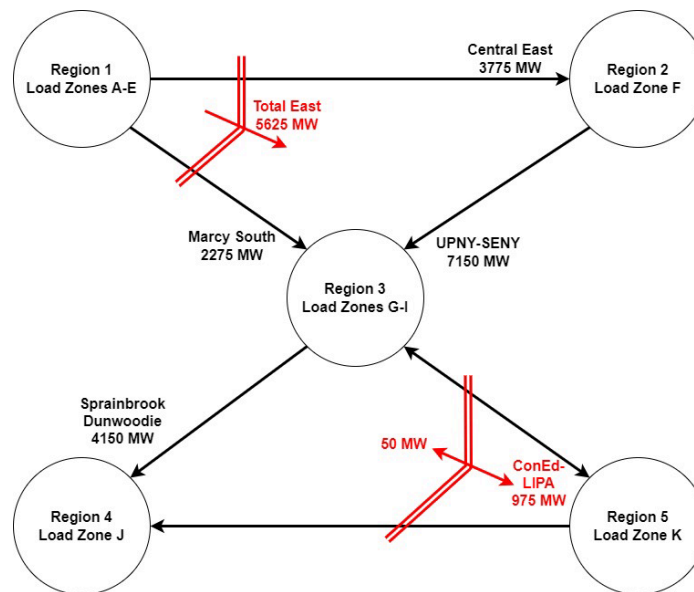 Region 1
Load Zones A-E
Central East
3775 MW
Region 2
Load Zone F
Total East
5625 MW
Marcy South
2275 MW
UPNY-SENY
7150 MW
Region 3
Load Zones G-I
Sprainbrook
Dunwoodie
4150 MW
50 MW
ConEd-
LIPA
975 MW
Region 4
Load Zone J
Region 5
Load Zone K